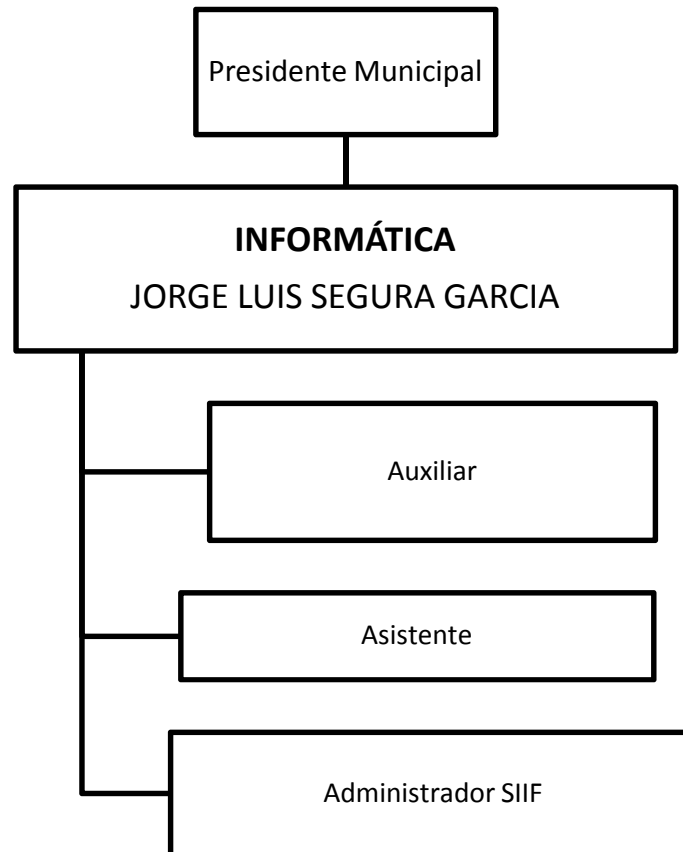 Presidente Municipal
INFORMÁTICA
JORGE LUIS SEGURA GARCIA
Auxiliar
Asistente
Administrador SIIF